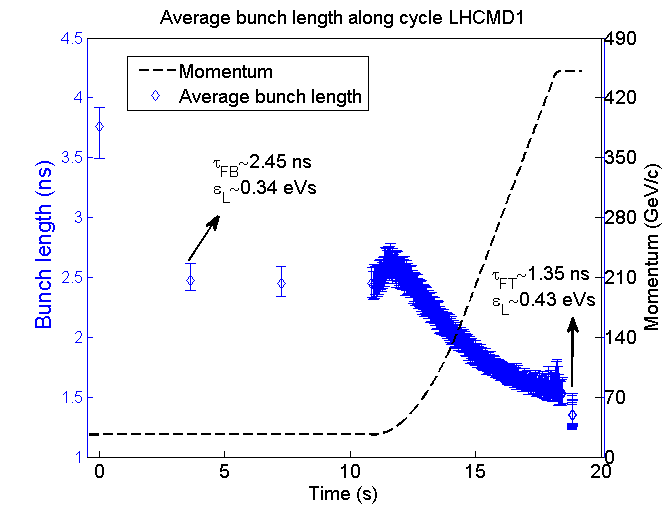 Average bunch length along cycle LHCMD1
4.5
4
3.5
3
2.5
2
1.5
1
Bunch length (ns)
490
420
350
280
210
140
70
0
Momentum (GeV/c)
Momentum
Average bunch length
τFB~2.45 ns
εL~0.34 eVs
τFT~1.35 ns
εL~0.43 eVs
0
5
10
15
20
Time (s)